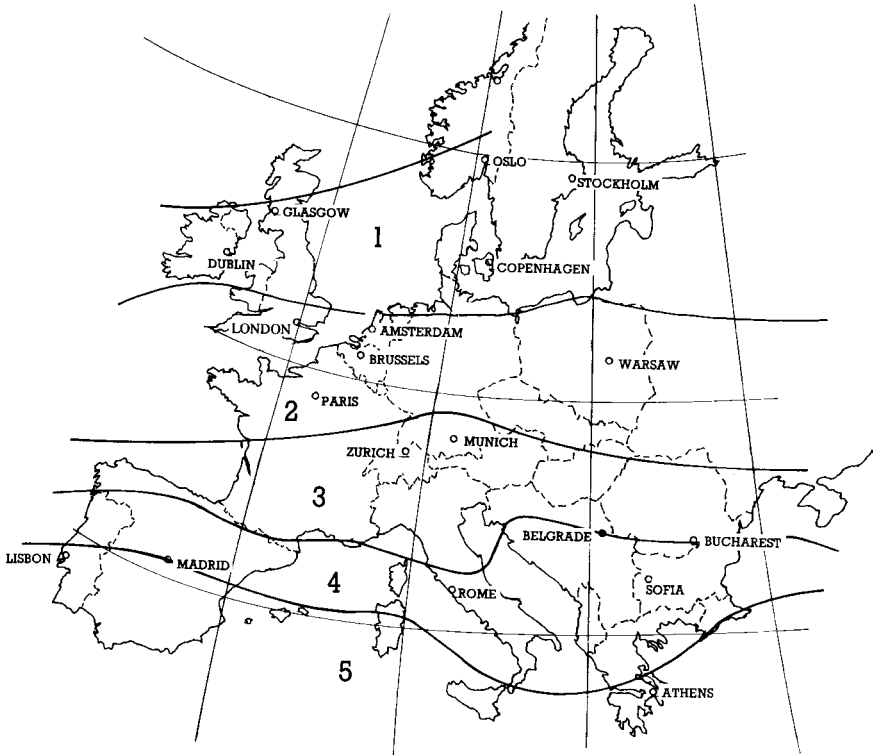 OSLO
STOCKHOLM
GLASGOW
1
DUBLIN
COPENHAGEN
LONDON
AMSTERDAM
BRUSSELS
WARSAW
2
PARIS
MUNICH
ZURICH
3
BELGRADE
BUCHAREST
LISBON
MADRID
4
ROME
SOFIA
5
ATHENS